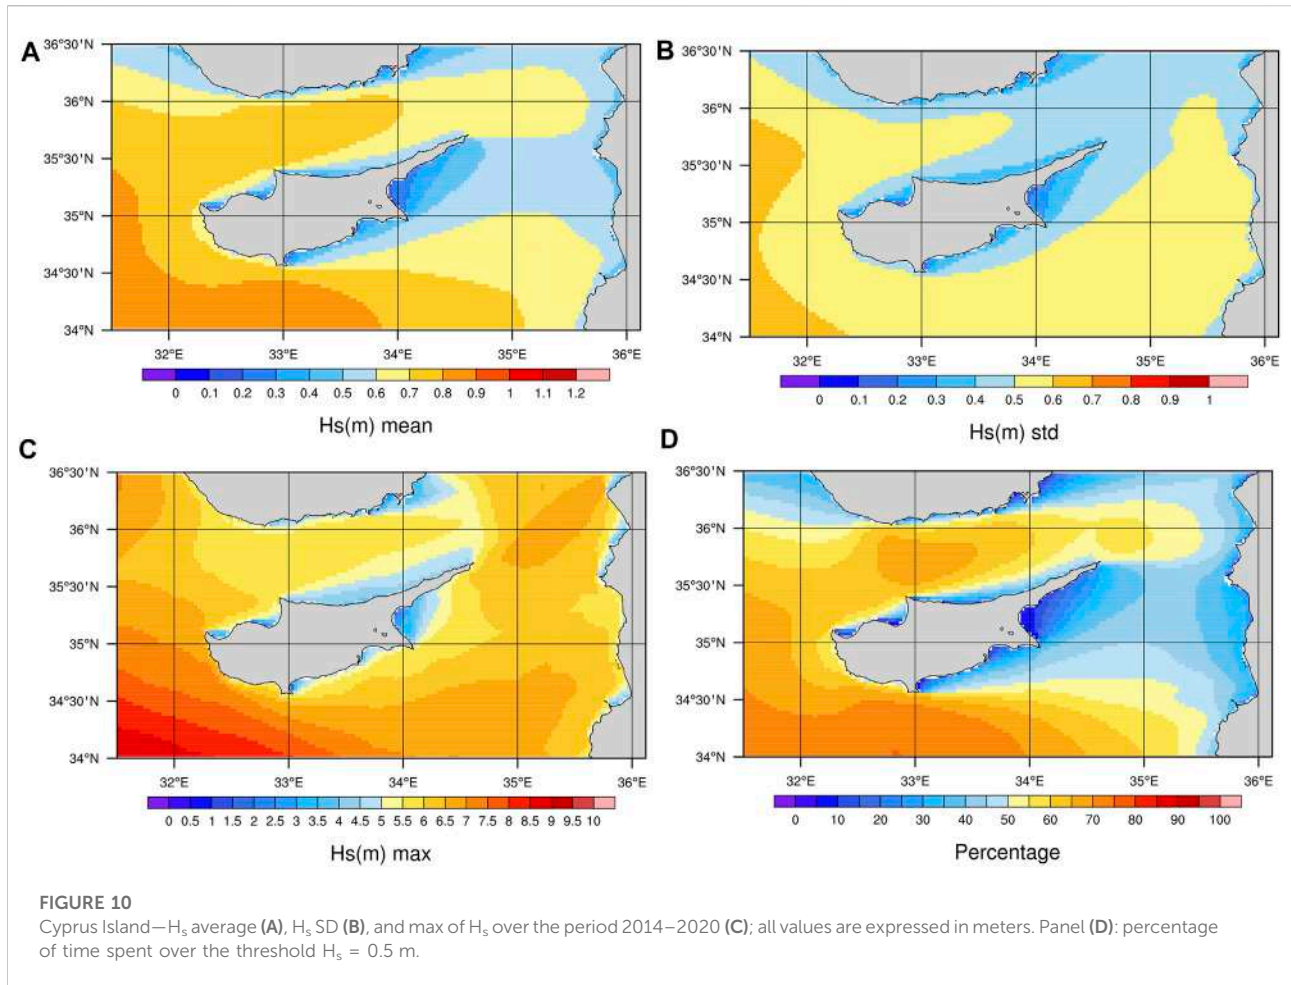 A
36°30'N
36°N
35°30'N
35°N
34°30'N
34°N
32°E 33°E 34°E 35°E 36°E
0 0.1 0.2 0.3 0.4 0.5 0.6 0.7 0.8 0.9 1 1.1 1.2
Hs(m) mean
B
36°30'N
36°N
35°30'N
35°N
34°30'N
34°N
32°E 33°E 34°E 35°E 36°E
0 0.1 0.2 0.3 0.4 0.5 0.6 0.7 0.8 0.9 1
Hs(m) std
C
36°30'N
36°N
35°30'N
35°N
34°30'N
34°N
32°E 33°E 34°E 35°E 36°E
0 0.5 1 1.5 2 2.5 3 3.5 4 4.5 5 5.5 6 6.5 7 7.5 8 8.5 9 9.5 10
Hs(m) max
D
36°30'N
36°N
35°30'N
35°N
34°30'N
34°N
32°E 33°E 34°E 35°E 36°E
0 10 20 30 40 50 60 70 80 90 100
Percentage
FIGURE 10
Cyprus Island—Hs average (A), Hs SD (B), and max of Hs over the period 2014–2020 (C); all values are expressed in meters. Panel (D): percentage
of time spent over the threshold Hs = 0.5 m.